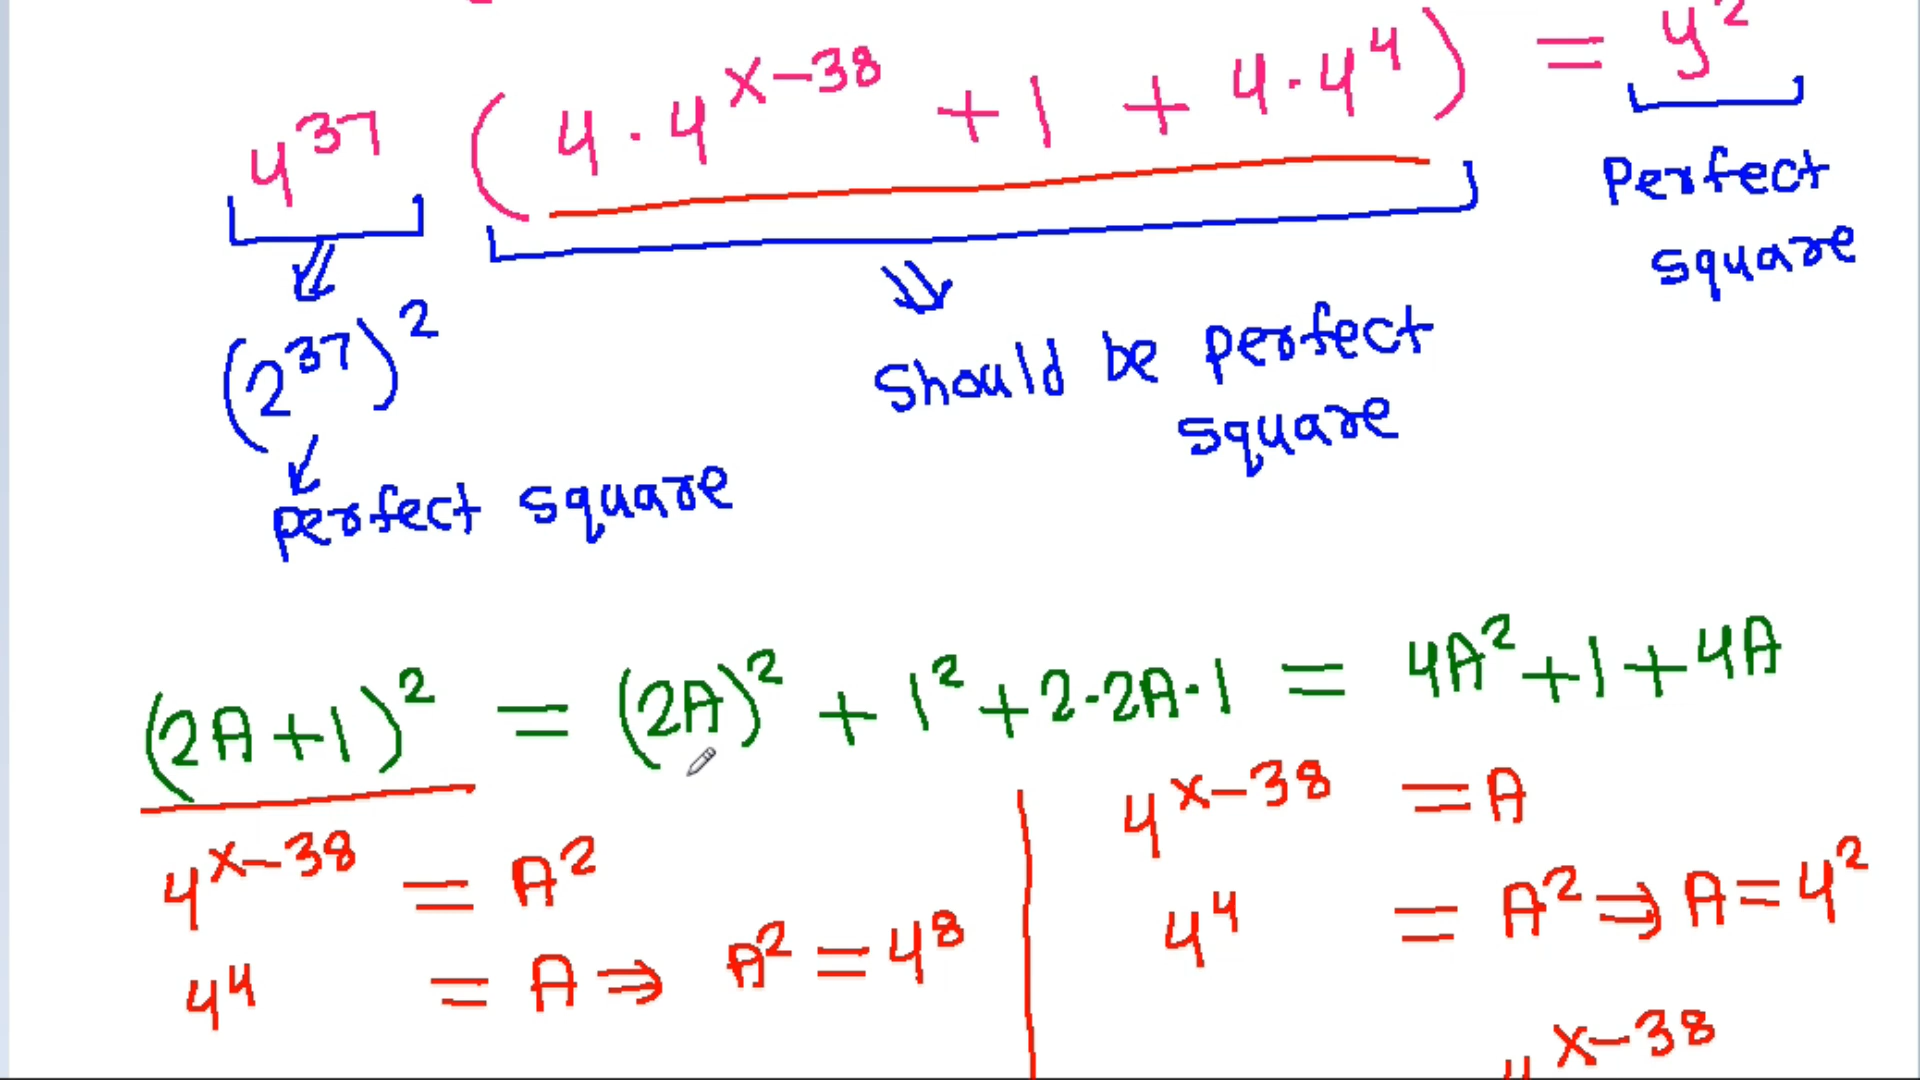 4^37 (4·4^x-38 + 1 + 4·4^4) = y^2
Perfect square
(2^37)^2
Should be perfect square
Perfect square
(2A+1)^2 = (2A)^2 + 1^2 + 2·2A·1 = 4A^2 + 1 + 4A
4^x-38 = A^2
4^4 = A ⇒ A^2 = 4^8
4^x-38 = A
4^4 = A^2 ⇒ A = 4^2
4^x-38